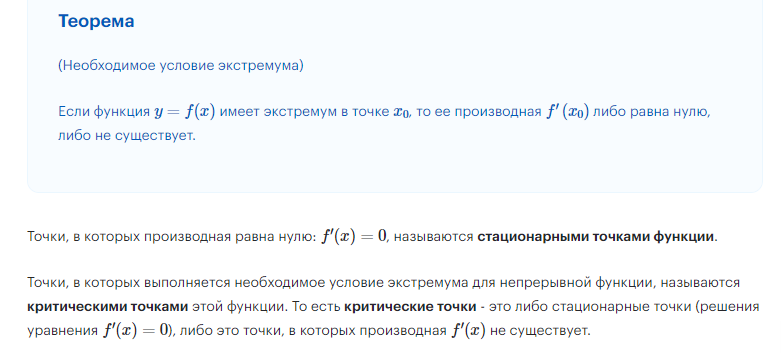 Теорема
(Необходимое условие экстремума)
Если функция y = f(x) имеет экстремум в точке x₀, то ее производная f′ (x₀) либо равна нулю,
либо не существует.
Точки, в которых производная равна нулю: f′(x) = 0, называются стационарными точками функции.
Точки, в которых выполняется необходимое условие экстремума для непрерывной функции, называются
критическими точками этой функции. То есть критические точки - это либо стационарные точки (решения
уравнения f′(x) = 0), либо это точки, в которых производная f′(x) не существует.